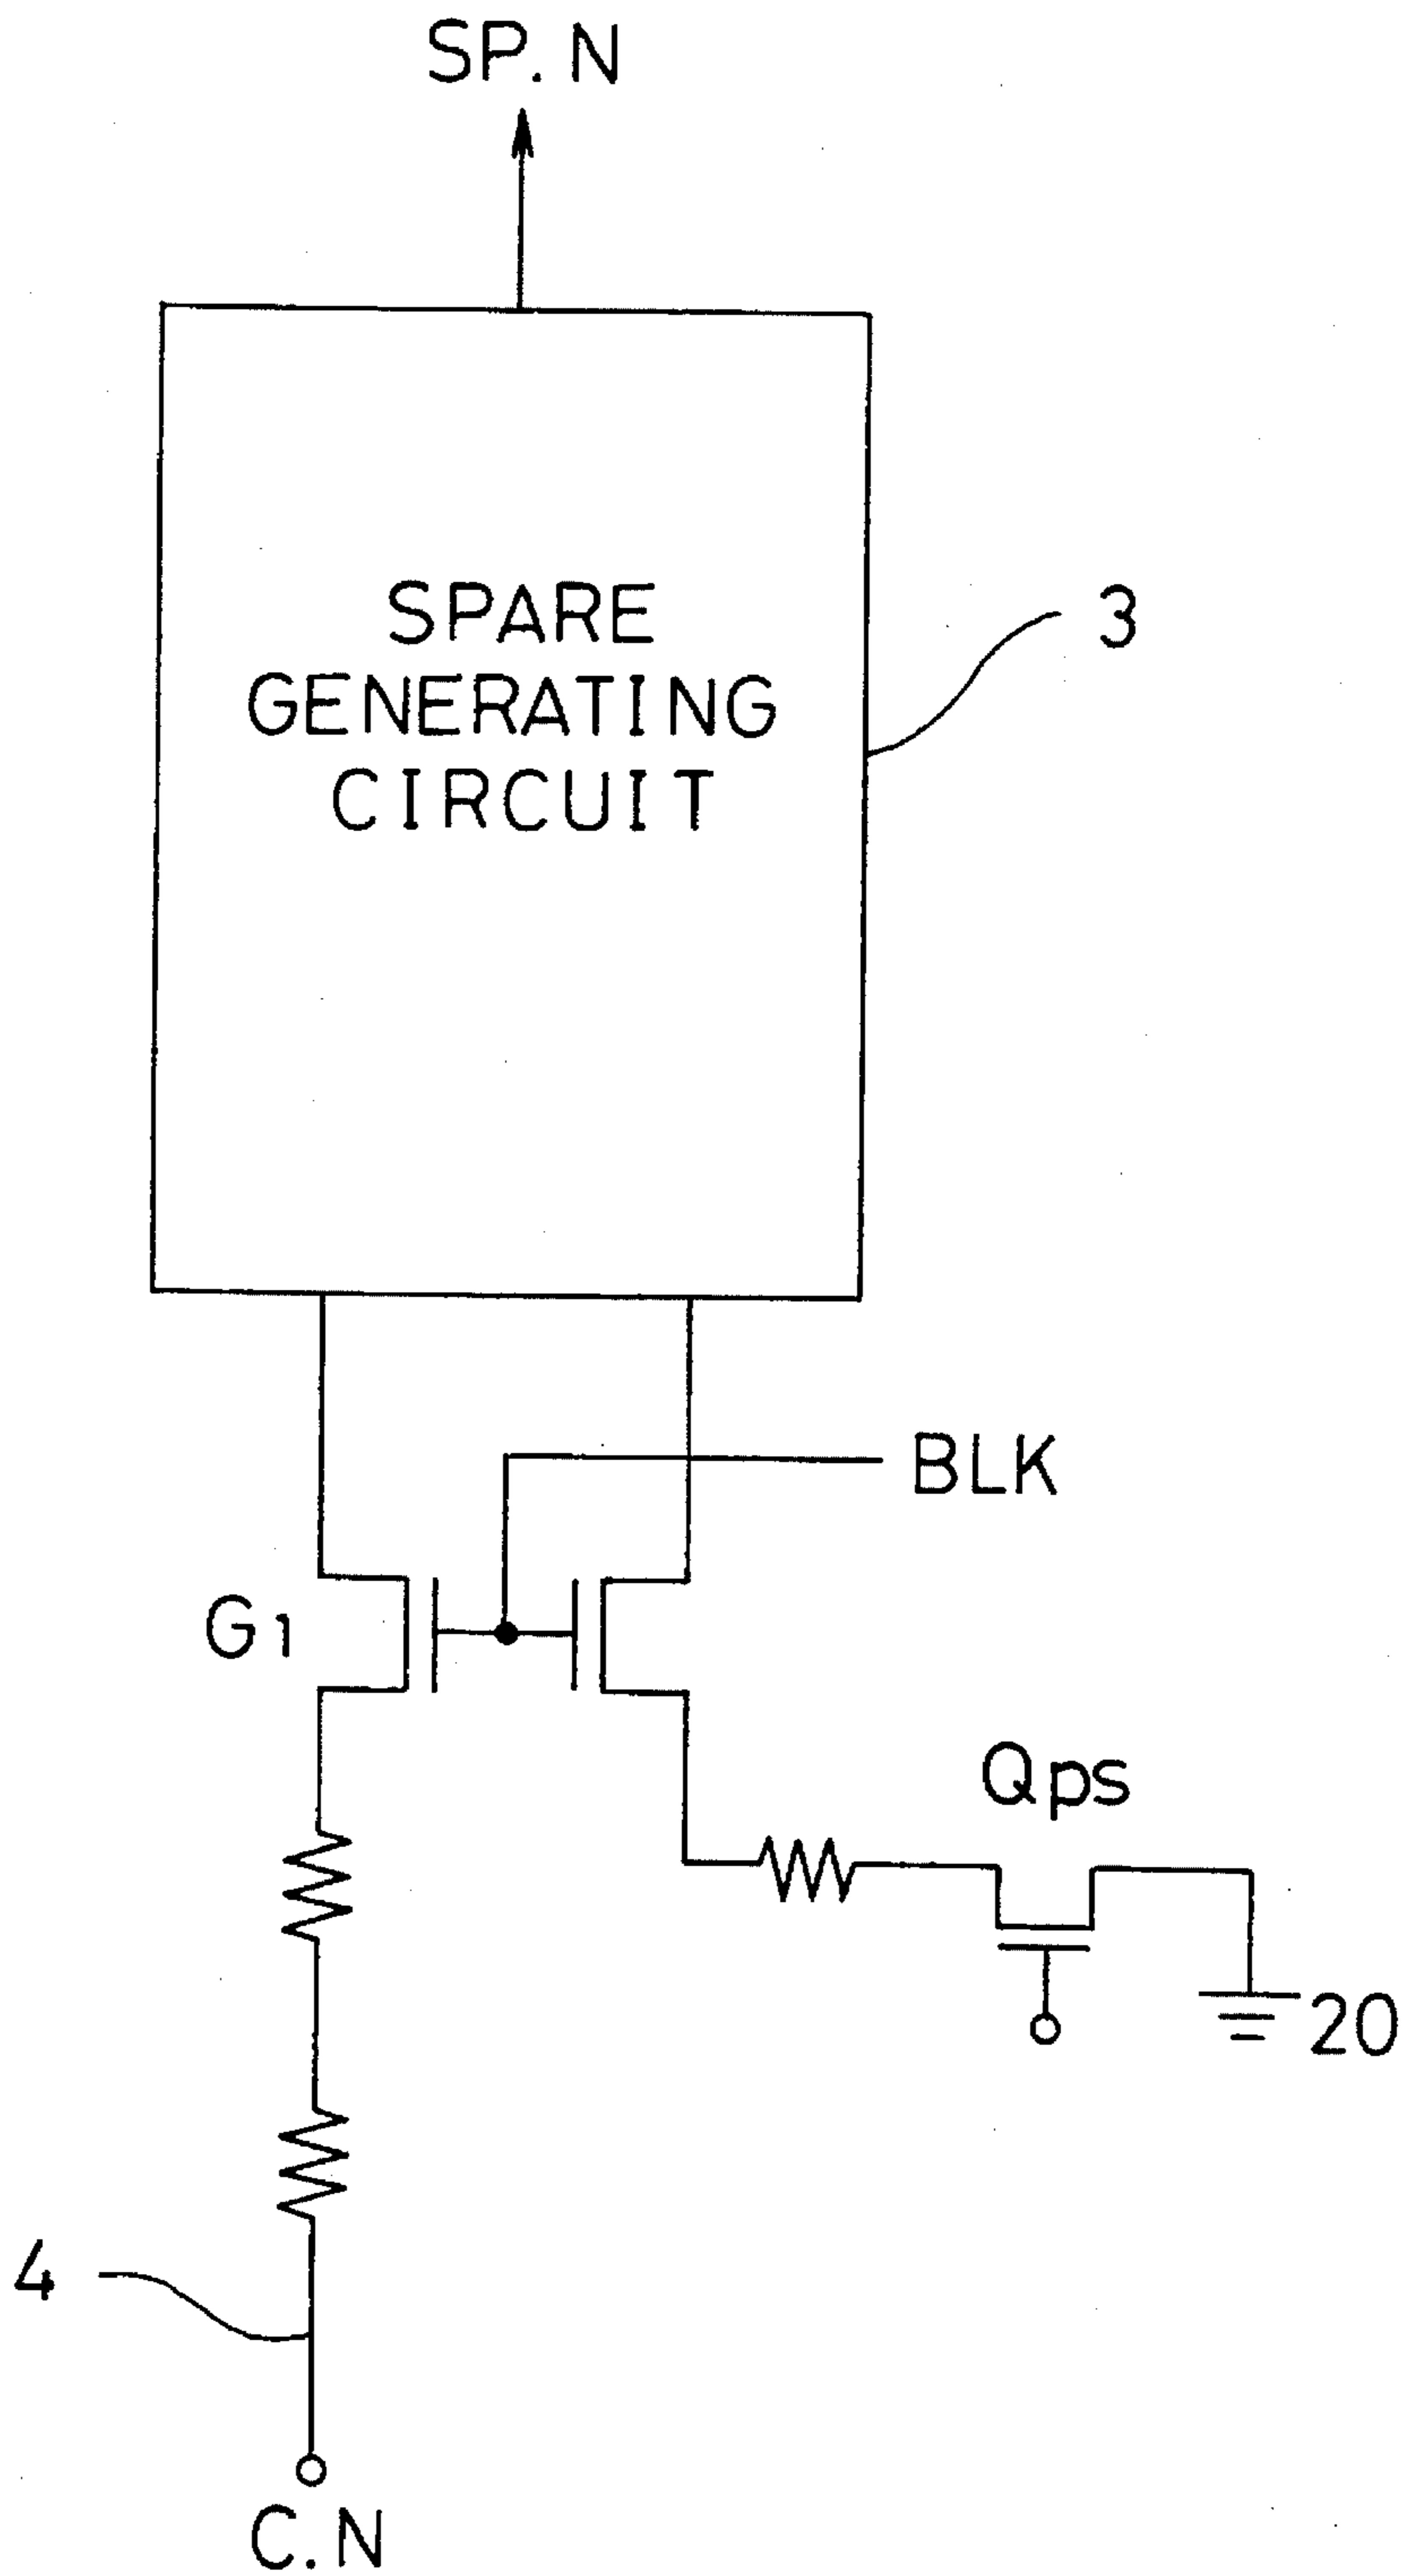 SP. N
SPARE
GENERATING
CIRCUIT
3
BLK
G1
Qps
20
4
C.N